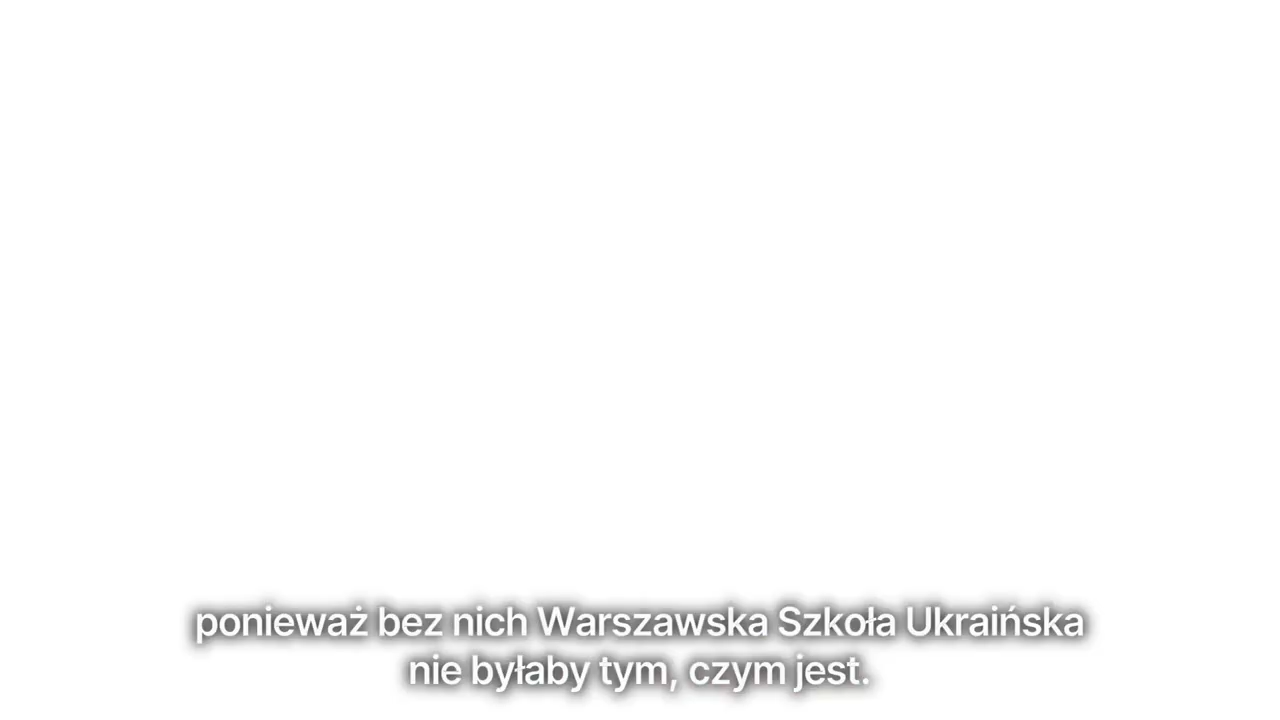 ponieważ bez nich Warszawska Szkoła Ukraińska
nie byłaby tym, czym jest.